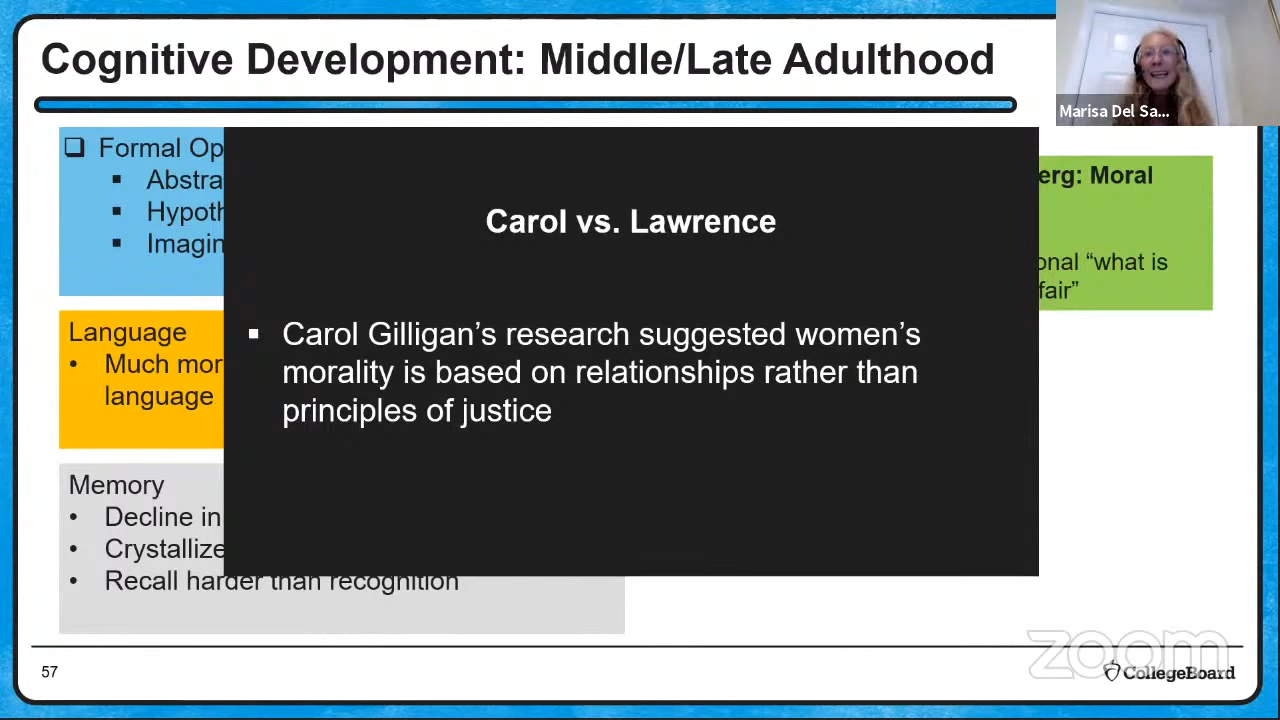 Cognitive Development: Middle/Late Adulthood
Marisa Del Sa...
Formal Op
Abstra
Hypoth
Imagin
erg: Moral
onal “what is
fair”
Carol vs. Lawrence
▪ Carol Gilligan’s research suggested women’s
morality is based on relationships rather than
principles of justice
Language
• Much mor
language
Memory
• Decline in
• Crystallize
• Recall harder than recognition
zoom
57
CollegeBoard